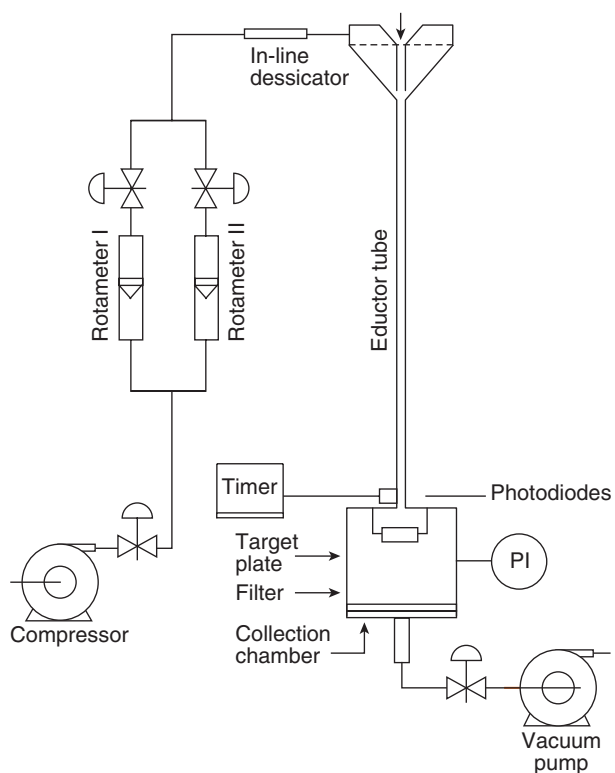 In-line
dessicator
Rotameter I
Rotameter II
Eductor tube
Timer
Photodiodes
Target
plate
PI
Filter
Compressor
Collection
chamber
Vacuum
pump